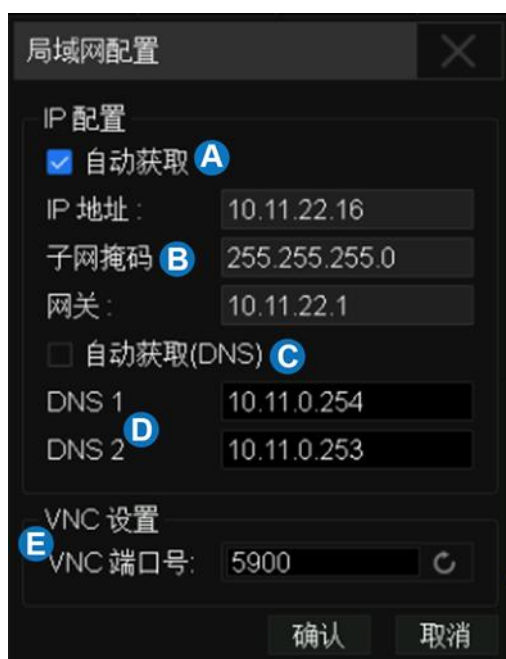 局域网配置
IP 配置
自动获取 A
IP 地址 : 10.11.22.16
子网掩码 B 255.255.255.0
网关 : 10.11.22.1
自动获取(DNS) C
DNS 1 10.11.0.254
D
DNS 2 10.11.0.253
VNC 设置
E
VNC 端口号: 5900
确认 取消